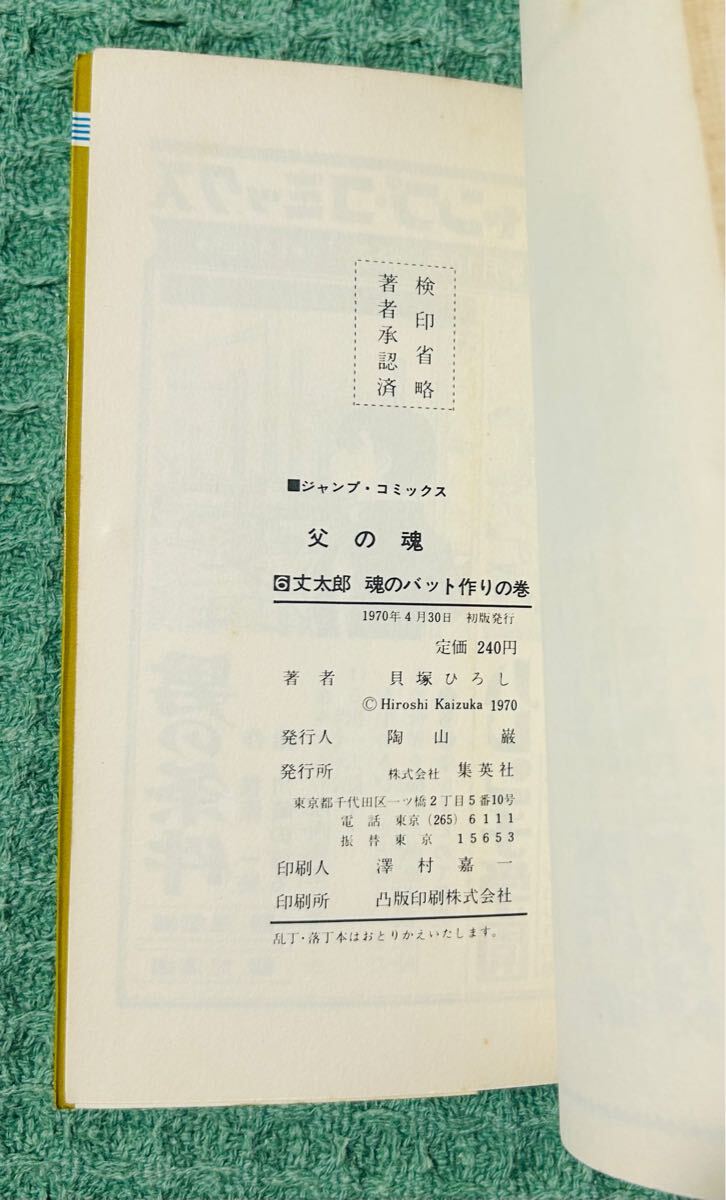 検印省略
著者承認済
■ジャンプ・コミックス
父の魂
6丈太郎 魂のバット作りの巻
1970年4月30日 初版発行
定価 240円
著者 貝塚ひろし
© Hiroshi Kaizuka 1970
発行人 陶山巌
発行所 株式会社 集英社
東京都千代田区一ツ橋2丁目5番10号
電話 東京(265)6111
振替東京 15653
印刷人 澤村嘉一
印刷所 凸版印刷株式会社
乱丁・落丁本はおとりかえいたします。